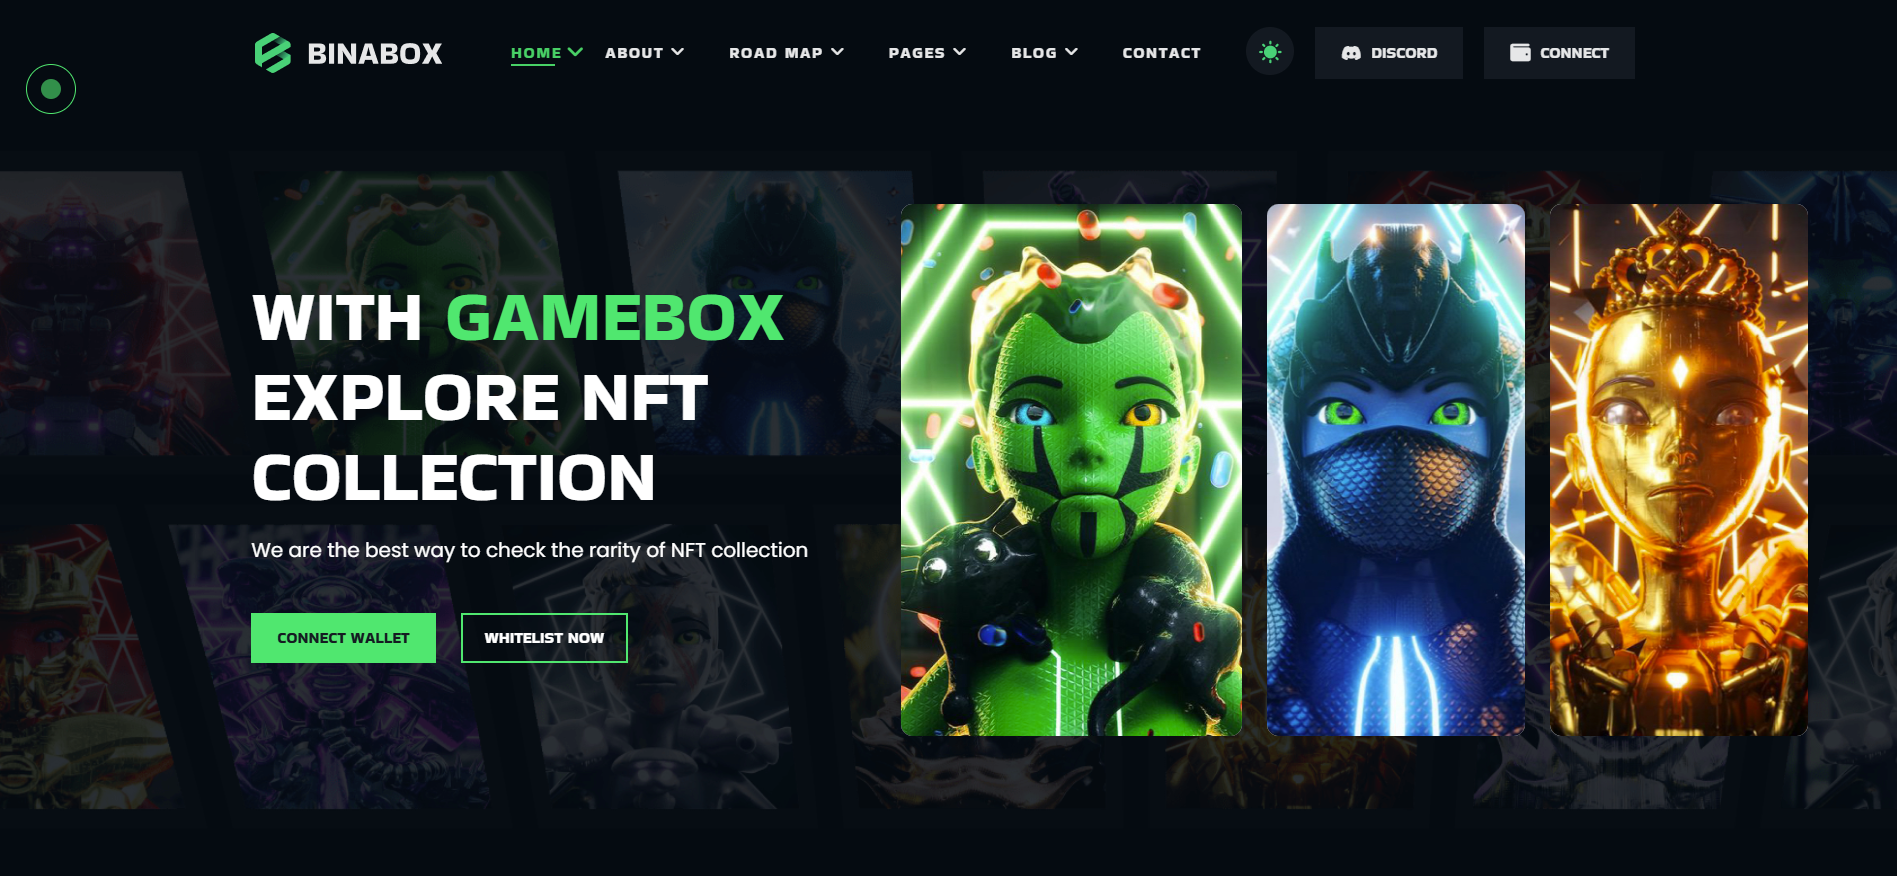 BINABOX
HOME ABOUT ROAD MAP PAGES BLOG CONTACT DISCORD CONNECT
WITH GAMEBOX
EXPLORE NFT
COLLECTION
We are the best way to check the rarity of NFT collection
CONNECT WALLET WHITELIST NOW